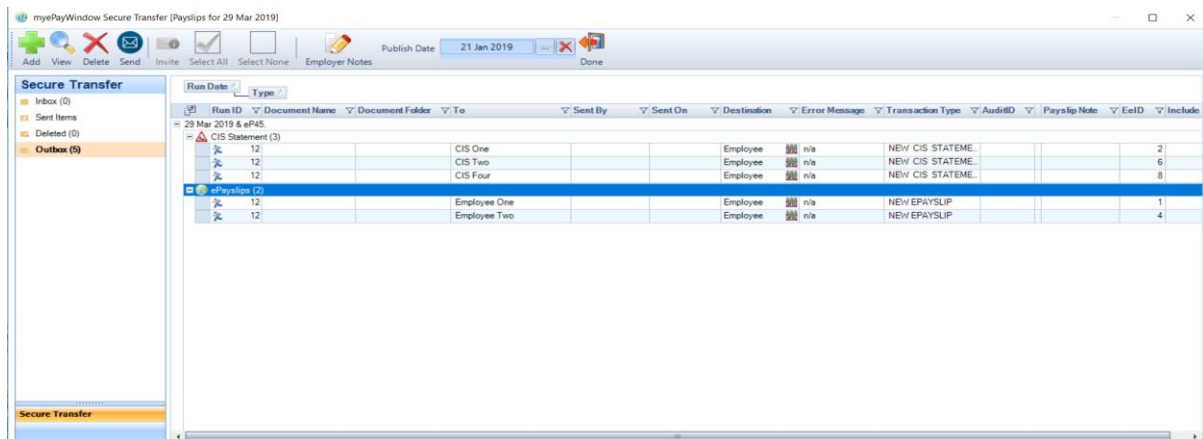 myePayWindow Secure Transfer [Payslips for 29 Mar 2019]
Add View Delete Send Invite Select All Select None Employer Notes Publish Date 21 Jan 2019 ... Done
Secure Transfer
Inbox (0)
Sent Items
Deleted (0)
Outbox (5)
Run Date
Type
Run ID Document Name Document Folder To Sent By Sent On Destination Error Message Transaction Type AuditID Payslip Note EeID Include
29 Mar 2019 & eP45.
CIS Statement (3)
12 CIS One Employee n/a NEW CIS STATEME.. 2
12 CIS Two Employee n/a NEW CIS STATEME.. 6
12 CIS Four Employee n/a NEW CIS STATEME.. 8
ePayslips (2)
12 Employee One Employee n/a NEW EPAYSLIP 1
12 Employee Two Employee n/a NEW EPAYSLIP 4
Secure Transfer